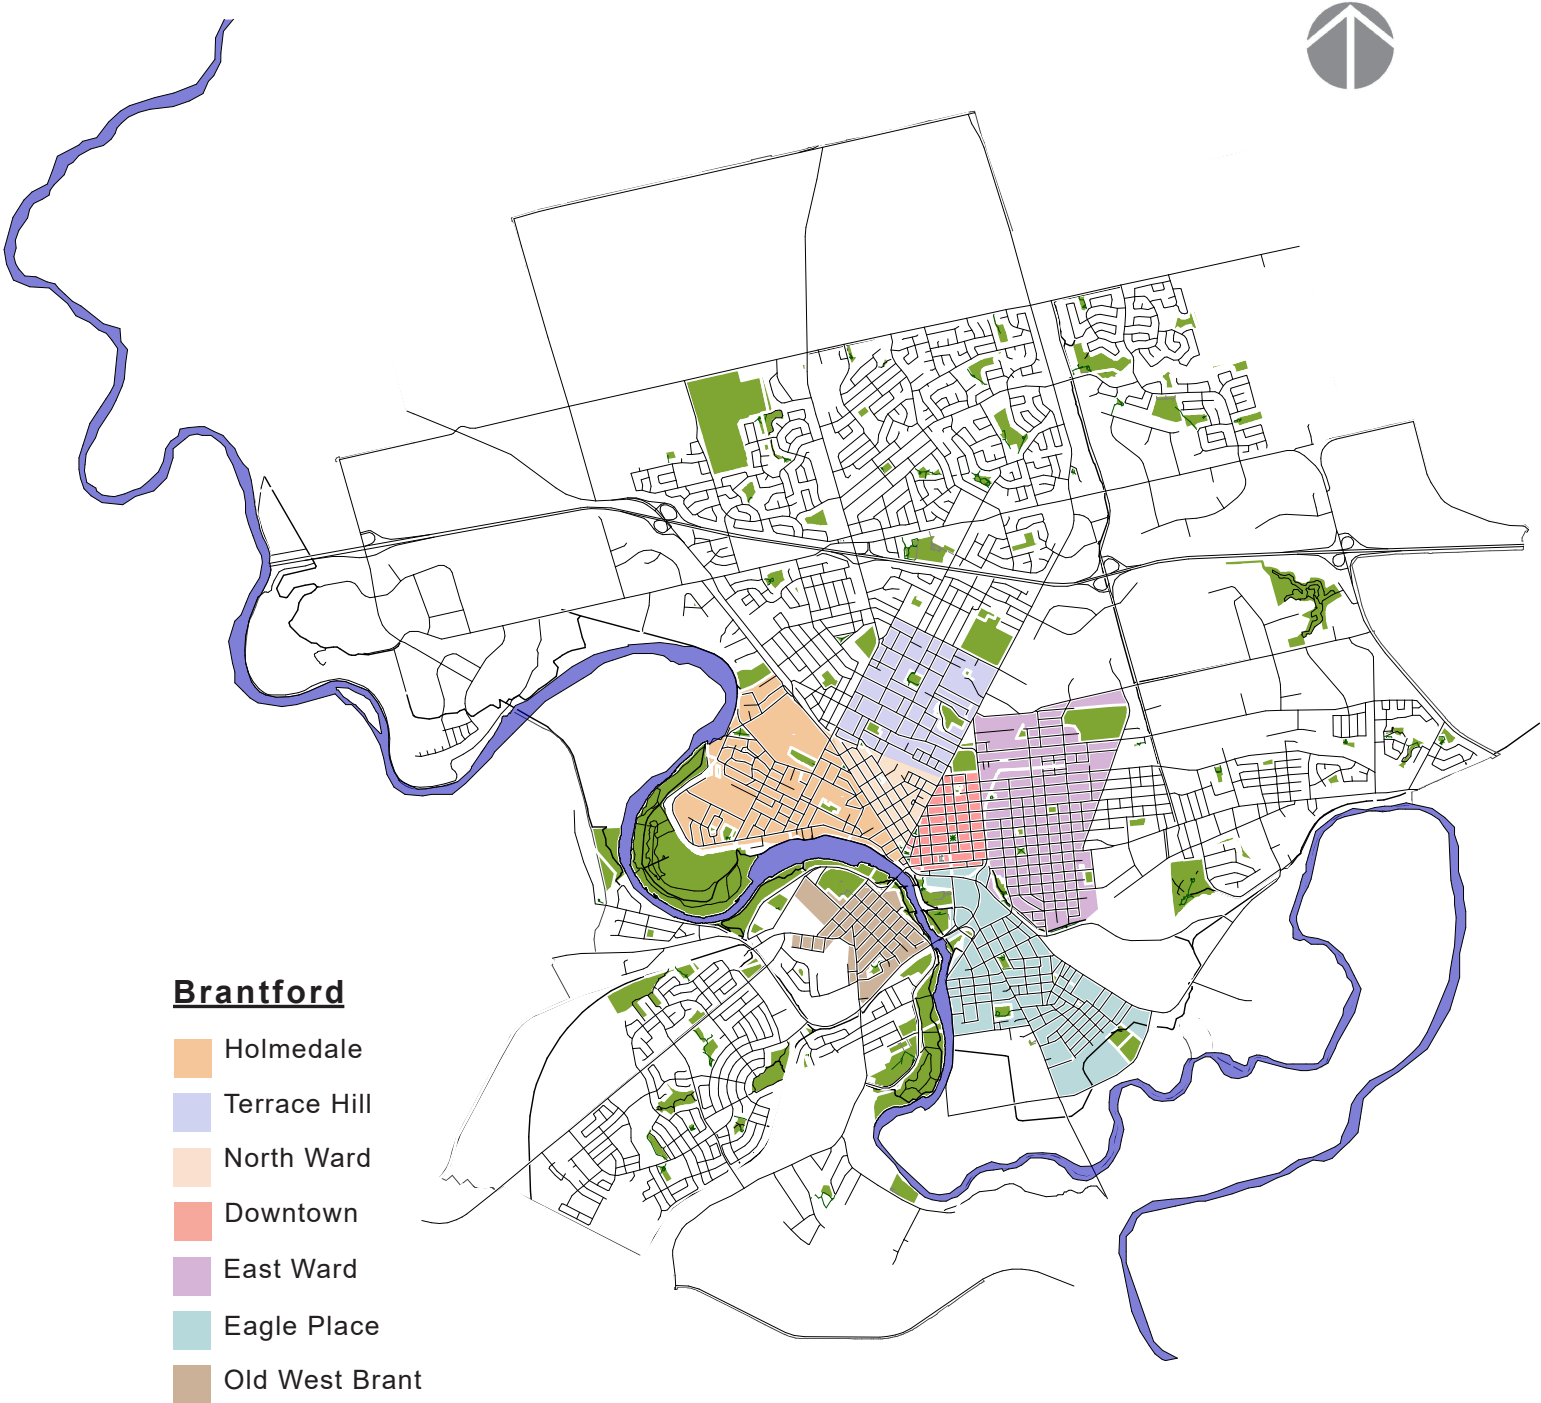 Brantford
Holmedale
Terrace Hill
North Ward
Downtown
East Ward
Eagle Place
Old West Brant